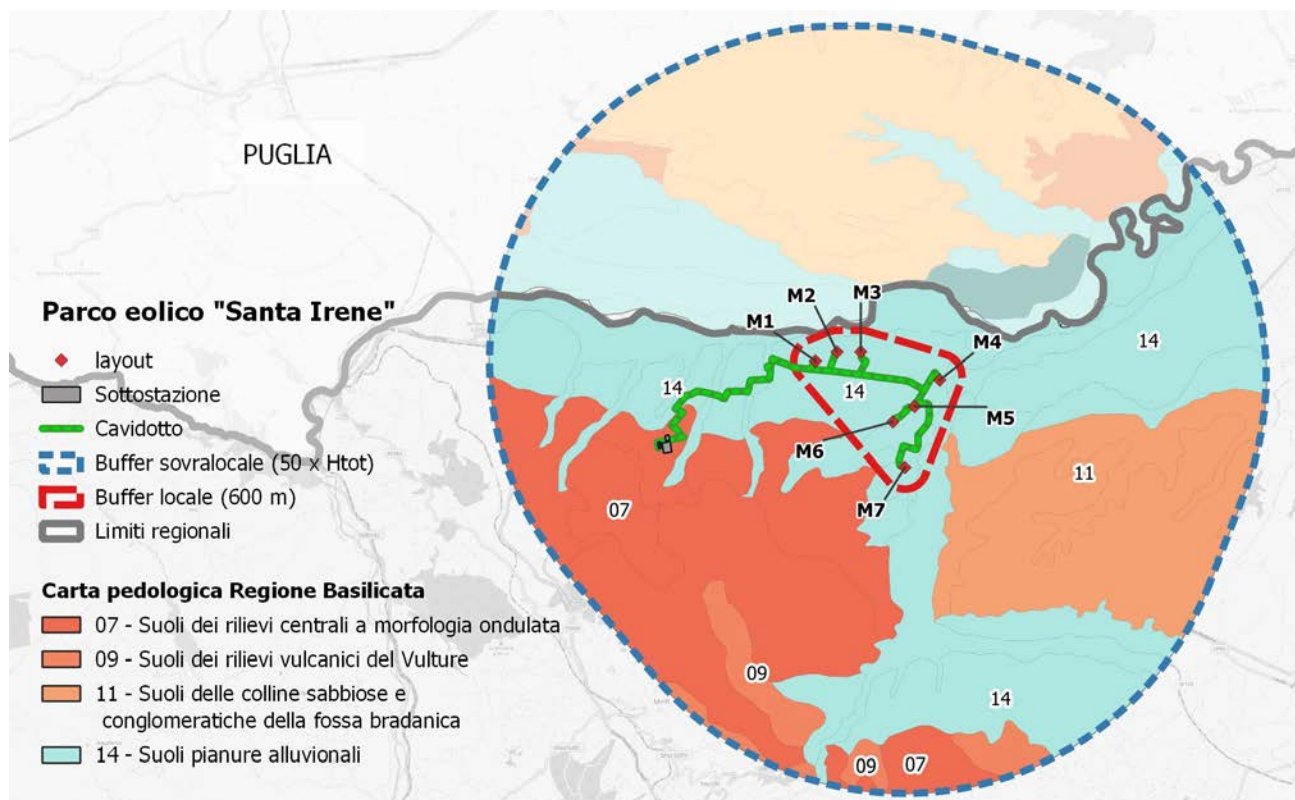 PUGLIA
Parco eolico "Santa Irene"
layout
Sottostazione
Cavidotto
Buffer sovralocale (50 x Htot)
Buffer locale (600 m)
Limiti regionali
Carta pedologica Regione Basilicata
07 - Suoli dei rilievi centrali a morfologia ondulata
09 - Suoli dei rilievi vulcanici del Vulture
11 - Suoli delle colline sabbiose e
conglomeratiche della fossa bradanica
14 - Suoli pianure alluvionali
M2
M3
M1
M4
14
14
14
M5
M6
11
M7
07
09
14
09
07